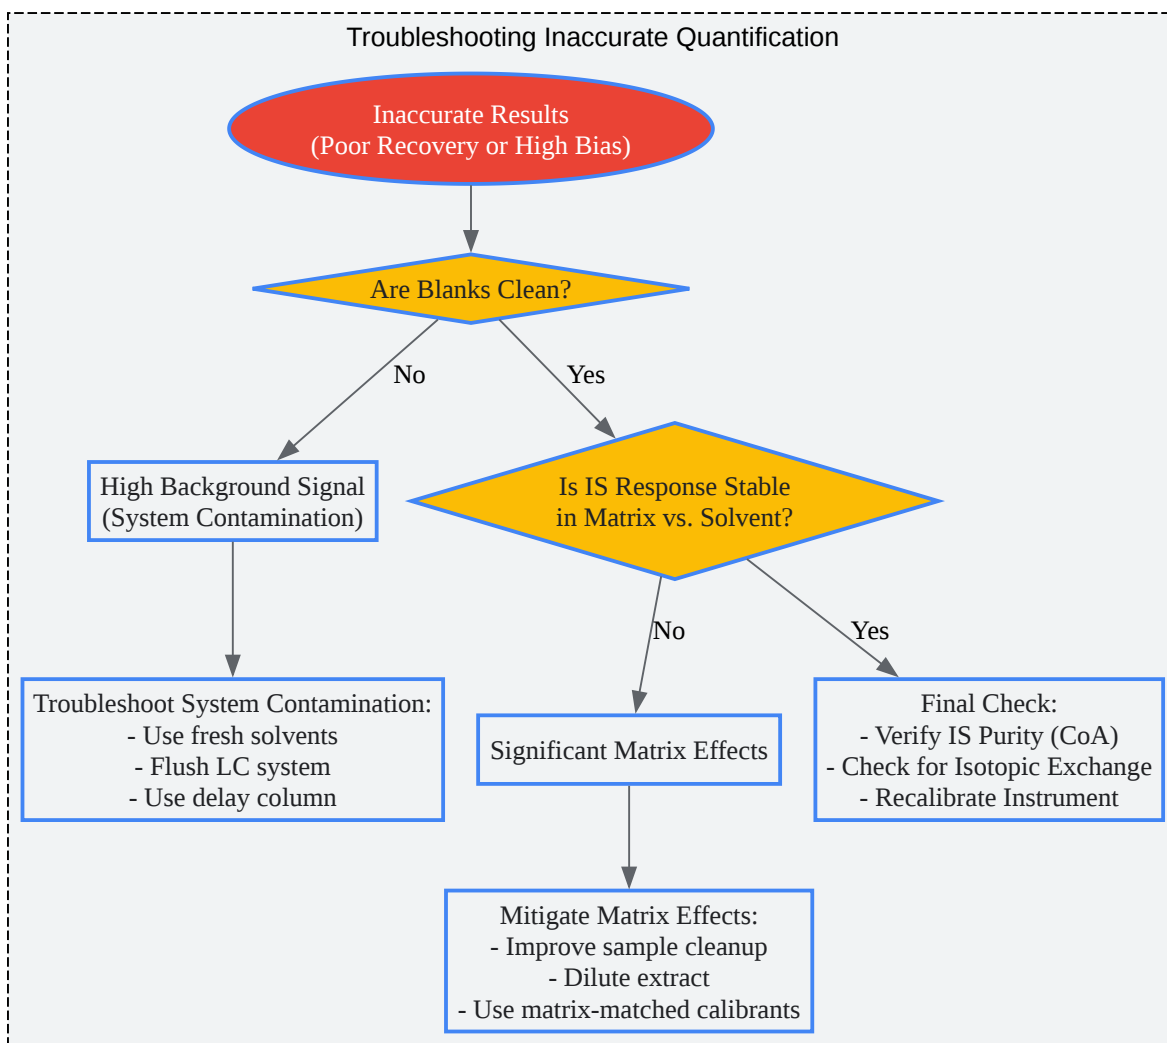 Troubleshooting Inaccurate Quantification
Inaccurate Results
(Poor Recovery or High Bias)
Are Blanks Clean?
No
Yes
High Background Signal
(System Contamination)
Is IS Response Stable
in Matrix vs. Solvent?
No
Yes
Troubleshoot System Contamination:
- Use fresh solvents
- Flush LC system
- Use delay column
Significant Matrix Effects
Final Check:
- Verify IS Purity (CoA)
- Check for Isotopic Exchange
- Recalibrate Instrument
Mitigate Matrix Effects:
- Improve sample cleanup
- Dilute extract
- Use matrix-matched calibrants